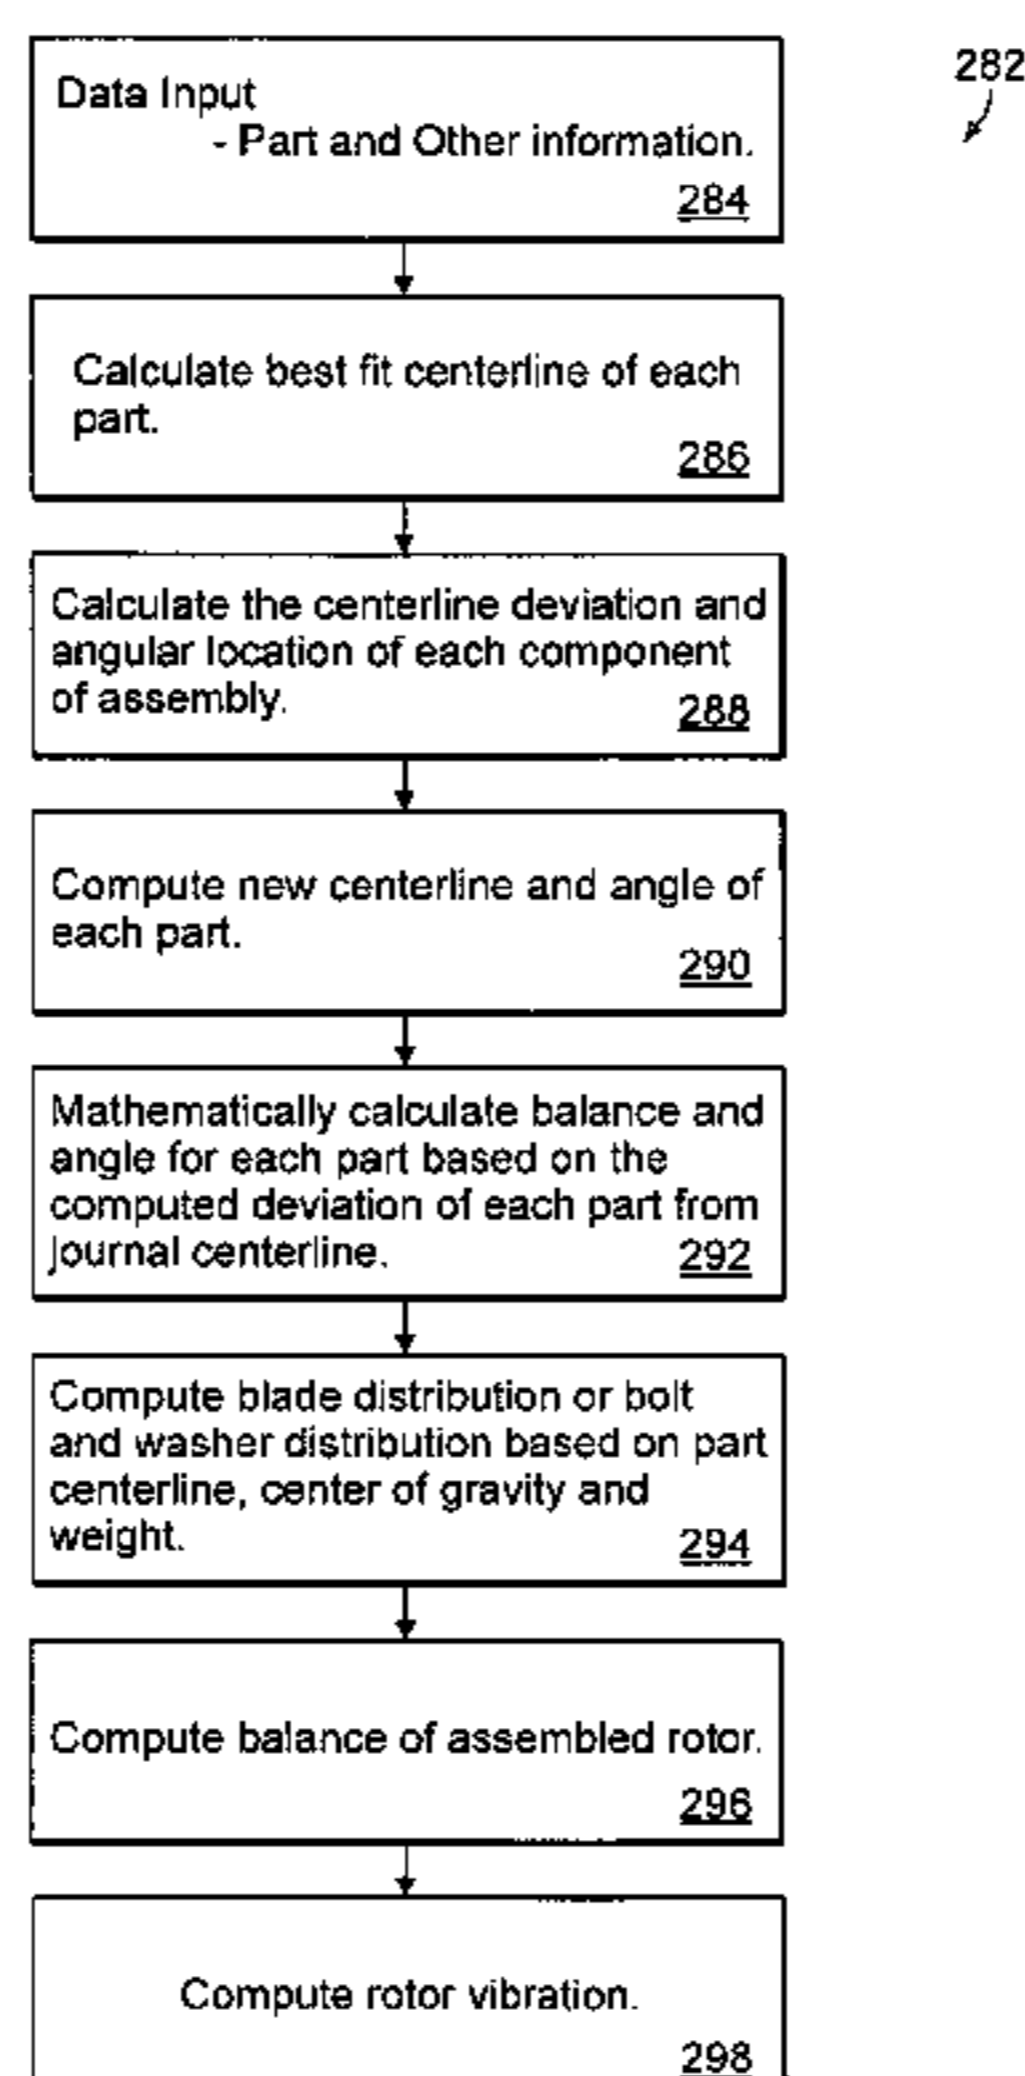 282
Data Input
- Part and Other information.
284
Calculate best fit centerline of each
part.
286
Calculate the centerline deviation and
angular location of each component
of assembly.
288
Compute new centerline and angle of
each part.
290
Mathematically calculate balance and
angle for each part based on the
computed deviation of each part from
journal centerline.
292
Compute blade distribution or bolt
and washer distribution based on part
centerline, center of gravity and
weight.
294
Compute balance of assembled rotor.
296
Compute rotor vibration.
298